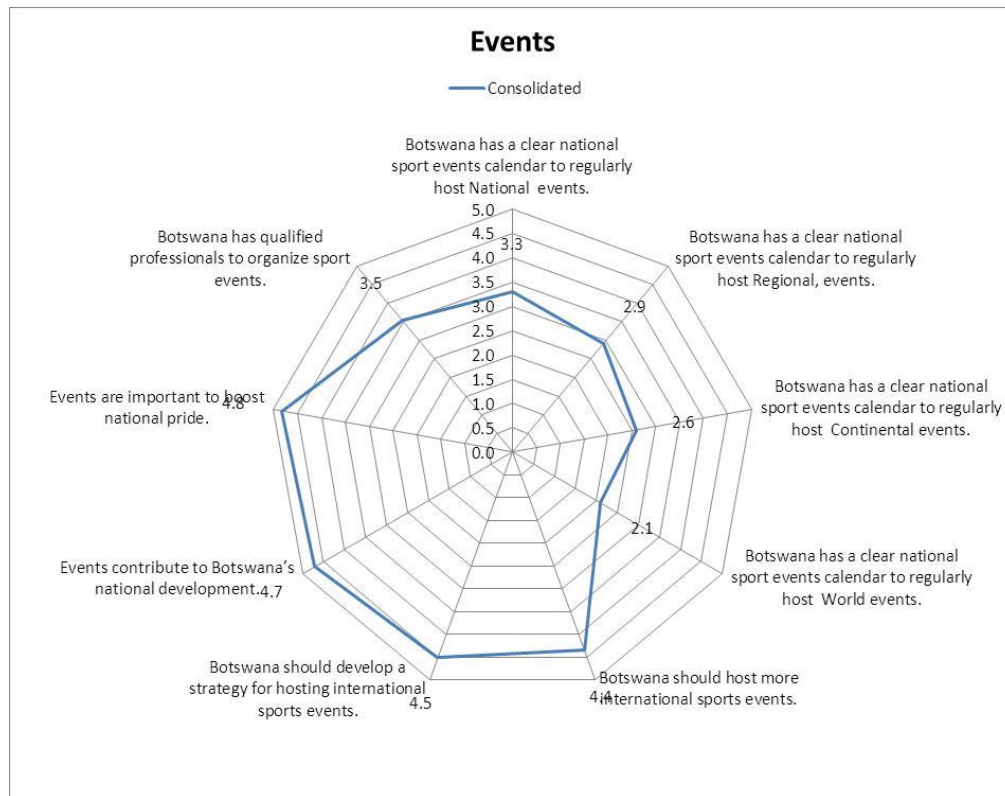 Events
Consolidated
Botswana has a clear national
sport events calendar to regularly
host National events.
5.0
4.5
4.0
3.5
3.0
2.5
2.0
1.5
1.0
0.5
0.0
3.3
Botswana has a clear national
sport events calendar to regularly
host Regional, events.
2.9
Botswana has a clear national
sport events calendar to regularly
host Continental events.
2.6
Botswana has a clear national
sport events calendar to regularly
host World events.
2.1
Botswana should host more
international sports events.
4.4
Botswana should develop a
strategy for hosting international
sports events.
4.5
Events contribute to Botswana’s
national development.
4.7
Events are important to boost
national pride.
4.8
Botswana has qualified
professionals to organize sport
events.
3.5